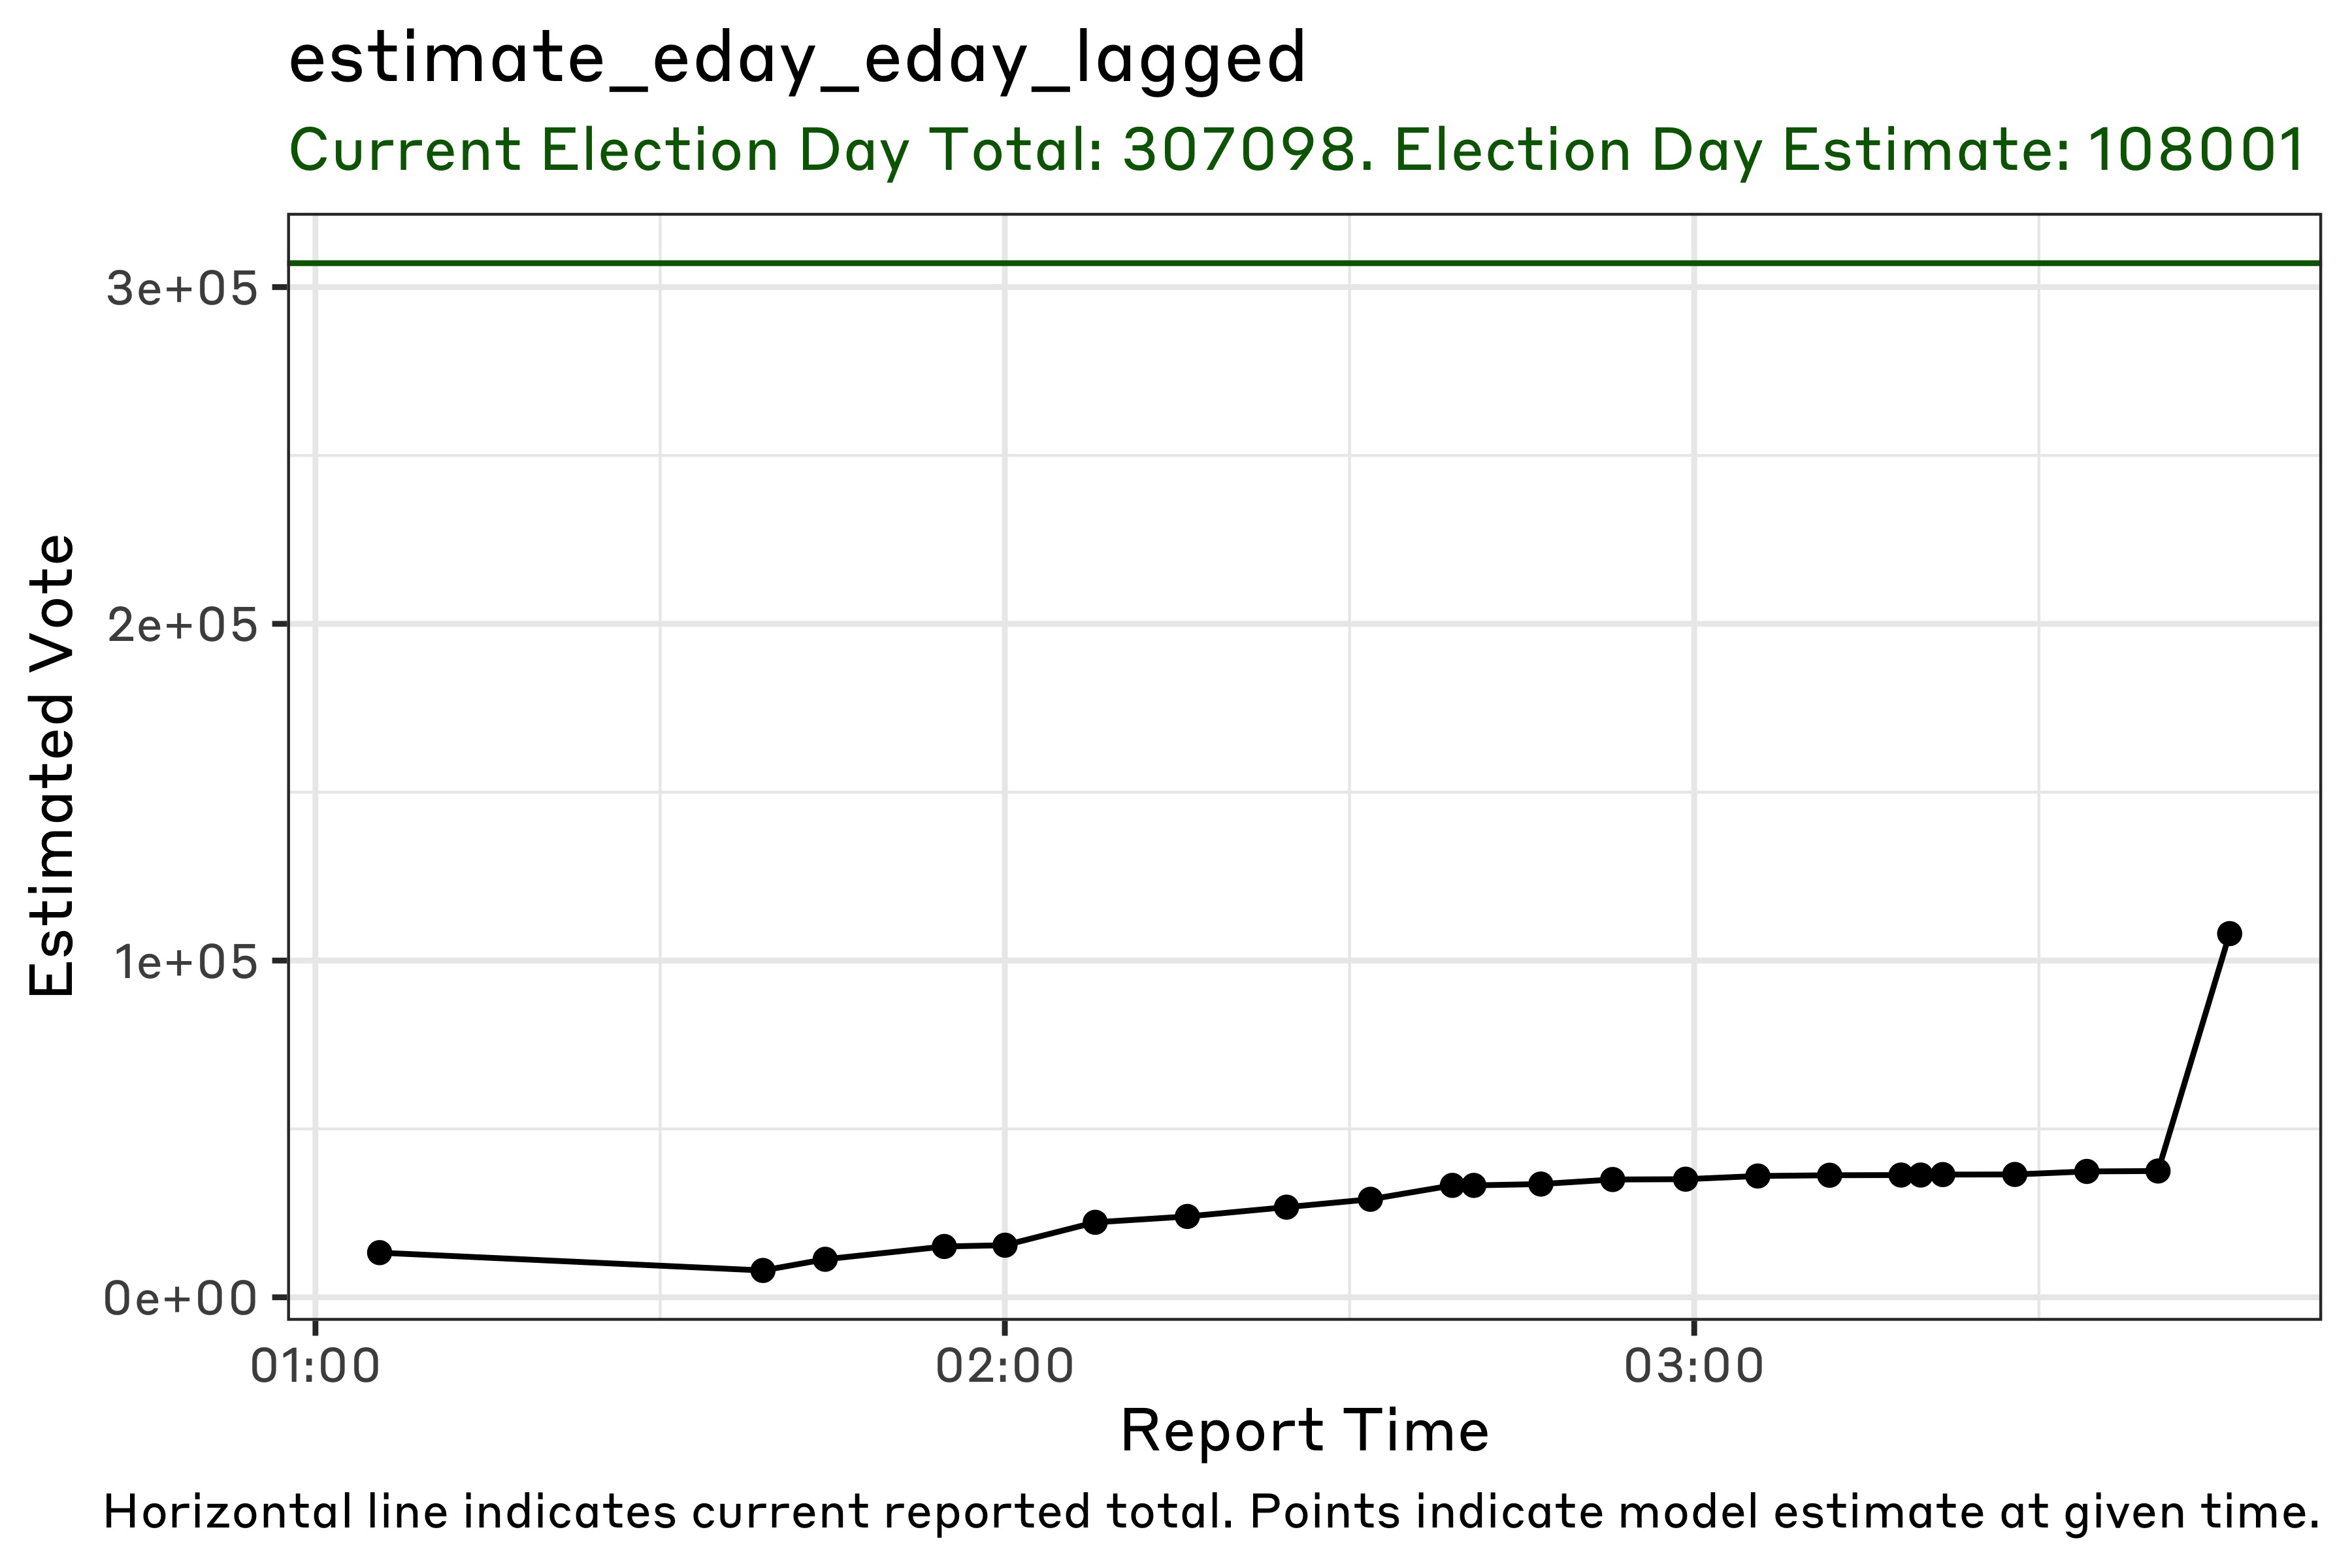 estimate_eday_eday_lagged
Current Election Day Total: 307098. Election Day Estimate: 108001
Estimated Vote
3e+05
2e+05
1e+05
0e+00
01:00 02:00 03:00
Report Time
Horizontal line indicates current reported total. Points indicate model estimate at given time.